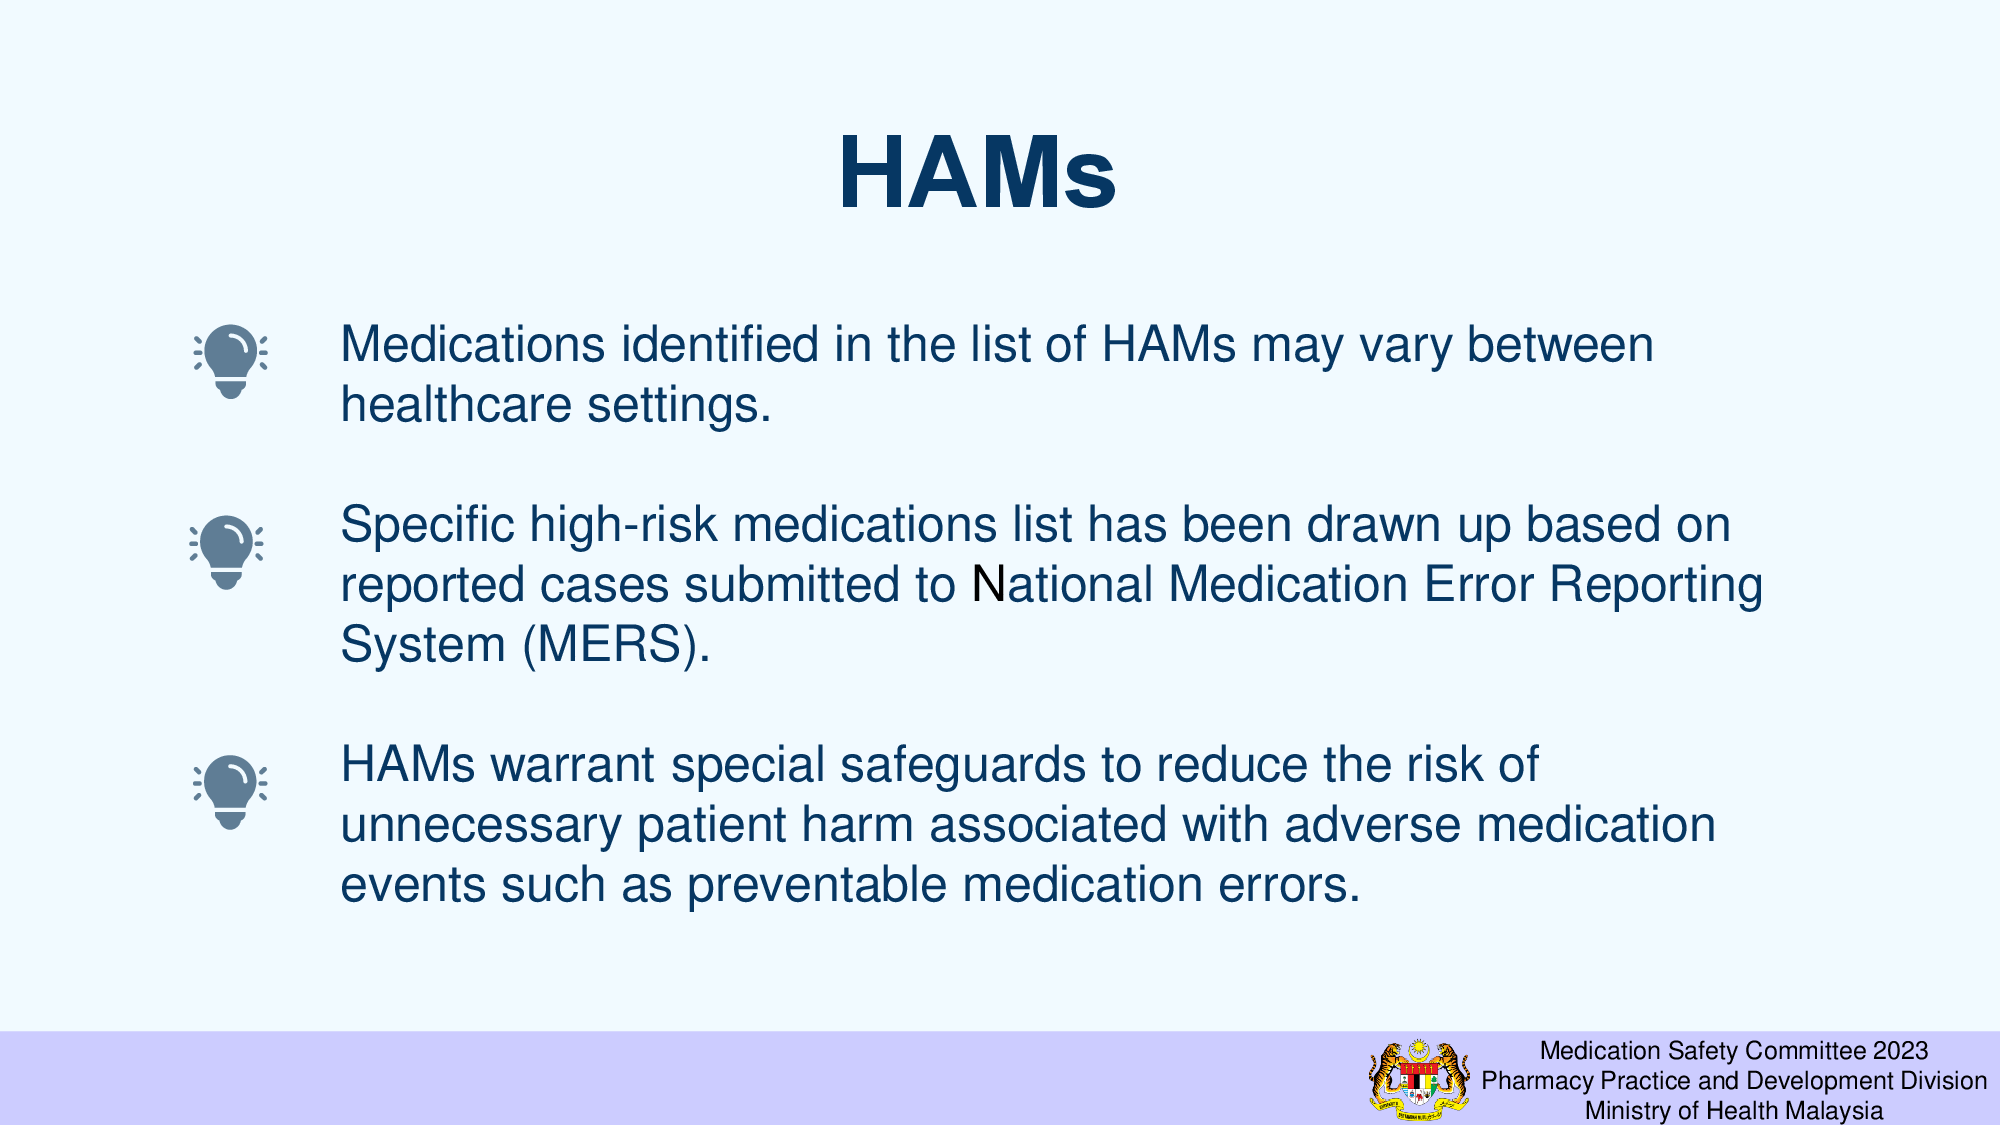 HAMs
Medications identified in the list of HAMs may vary between
healthcare settings.
Specific high-risk medications list has been drawn up based on
reported cases submitted to National Medication Error Reporting
System (MERS).
HAMs warrant special safeguards to reduce the risk of
unnecessary patient harm associated with adverse medication
events such as preventable medication errors.
Medication Safety Committee 2023
Pharmacy Practice and Development Division
Ministry of Health Malaysia